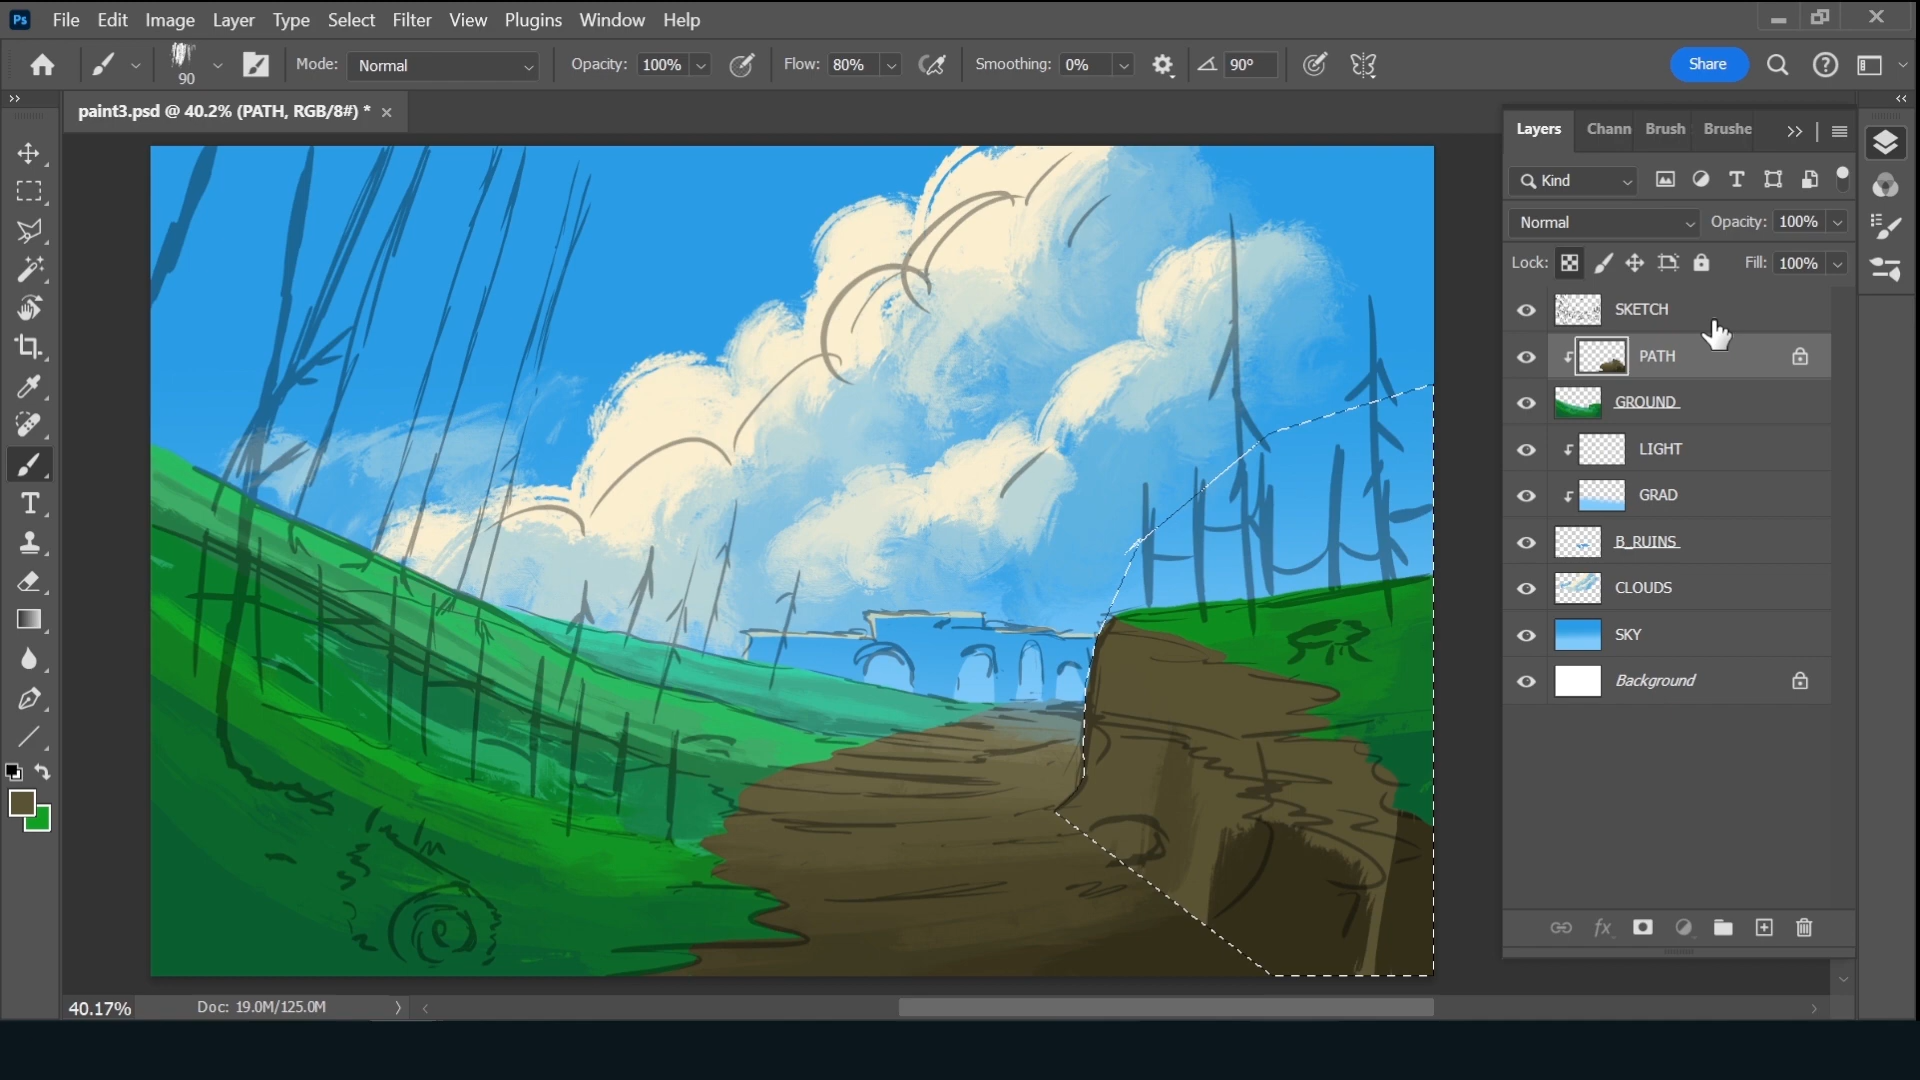 Ps File Edit Image Layer Type Select Filter View Plugins Window Help
90 Mode: Normal Opacity: 100% Flow: 80% Smoothing: 0% 90° Share
paint3.psd @ 40.2% (PATH, RGB/8#) *
Layers Chann Brush Brushe
Kind
Normal Opacity: 100%
Lock: Fill: 100%
SKETCH
PATH
GROUND
LIGHT
GRAD
B_RUINS
CLOUDS
SKY
Background
40.17% Doc: 19.0M/125.0M